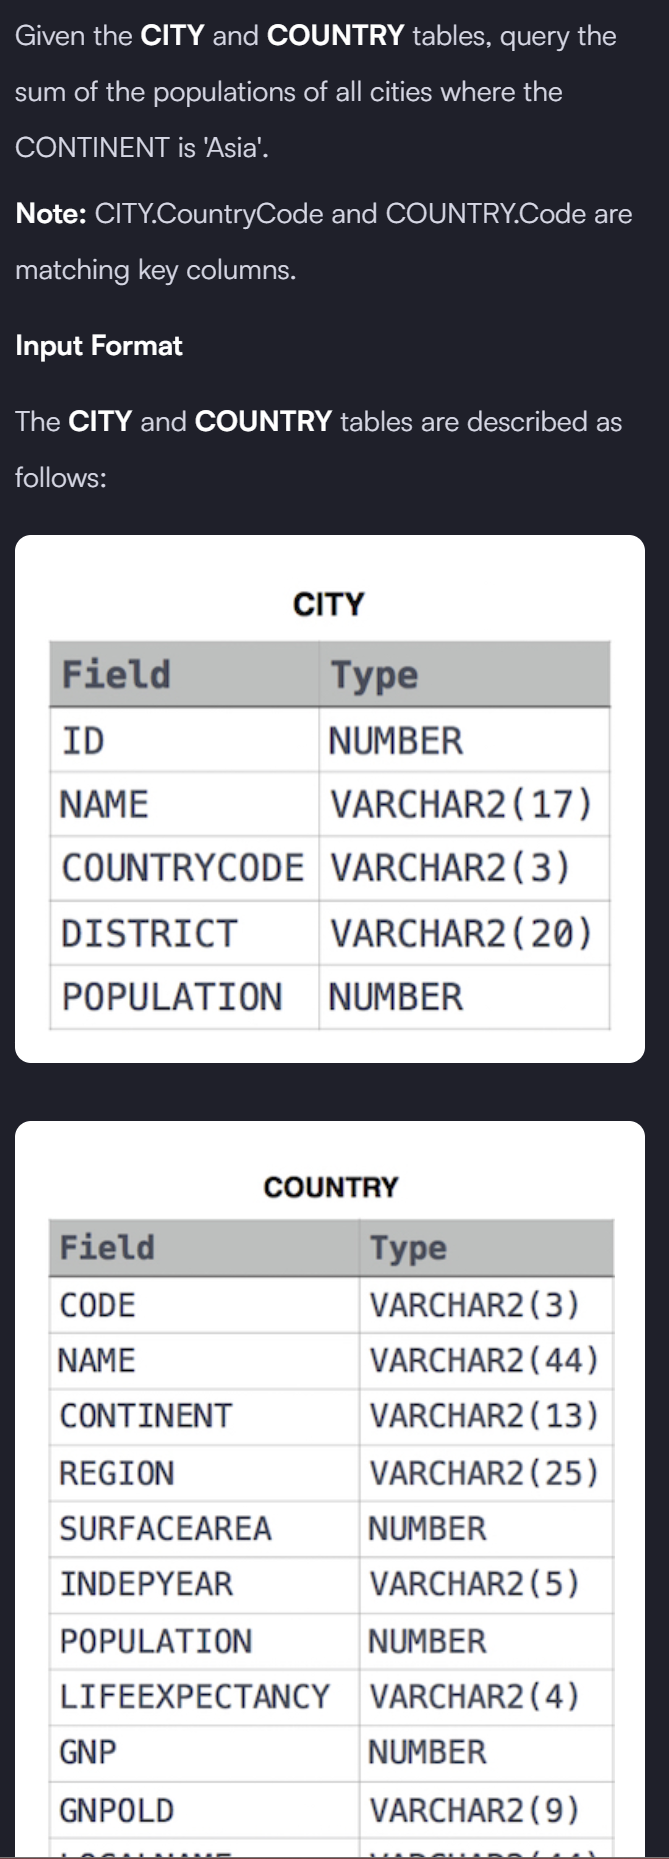 Given the CITY and COUNTRY tables, query the
sum of the populations of all cities where the
CONTINENT is 'Asia'.
Note: CITY.CountryCode and COUNTRY.Code are
matching key columns.
Input Format
The CITY and COUNTRY tables are described as
follows:
CITY
Field Type
ID NUMBER
NAME VARCHAR2(17)
COUNTRYCODE VARCHAR2(3)
DISTRICT VARCHAR2(20)
POPULATION NUMBER
COUNTRY
Field Type
CODE VARCHAR2(3)
NAME VARCHAR2(44)
CONTINENT VARCHAR2(13)
REGION VARCHAR2(25)
SURFACEAREA NUMBER
INDEPYEAR VARCHAR2(5)
POPULATION NUMBER
LIFEEXPECTANCY VARCHAR2(4)
GNP NUMBER
GNPOLD VARCHAR2(9)